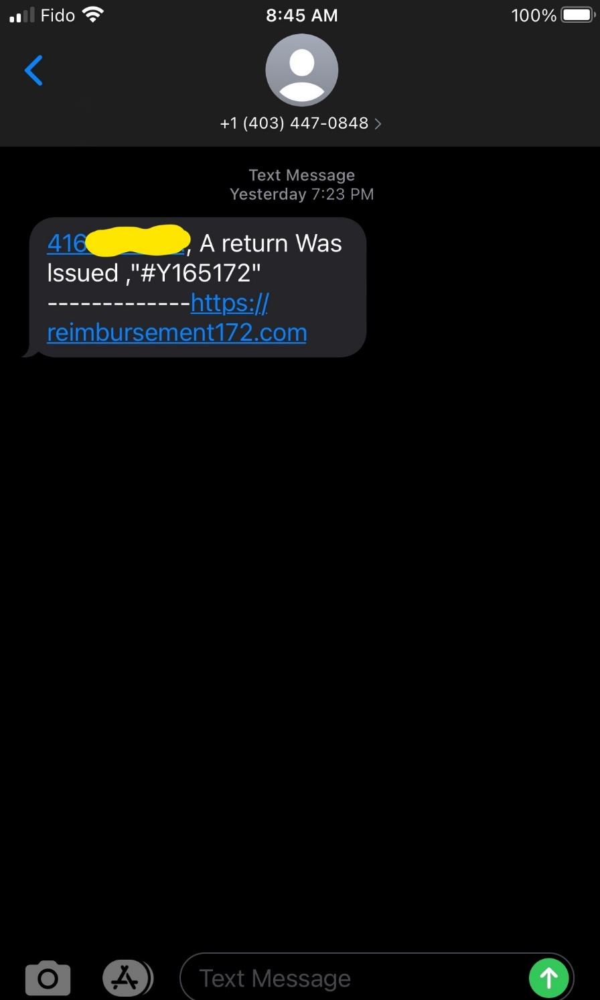 Fido 8:45 AM 100%
+1 (403) 447-0848
Text Message
Yesterday 7:23 PM
416 , A return Was
Issued ,"#Y165172"
-------------https://
reimbursement172.com
Text Message